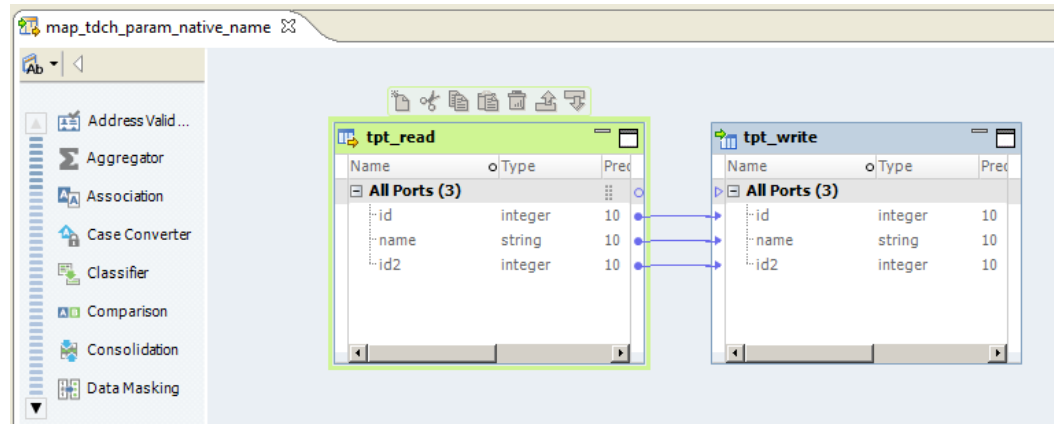 map_tdch_param_native_name
Ab
Address Valid...
Aggregator
Association
Case Converter
Classifier
Comparison
Consolidation
Data Masking
tpt_read
Name Type Prec
All Ports (3)
id integer 10
name string 10
id2 integer 10
tpt_write
Name Type Prec
All Ports (3)
id integer 10
name string 10
id2 integer 10